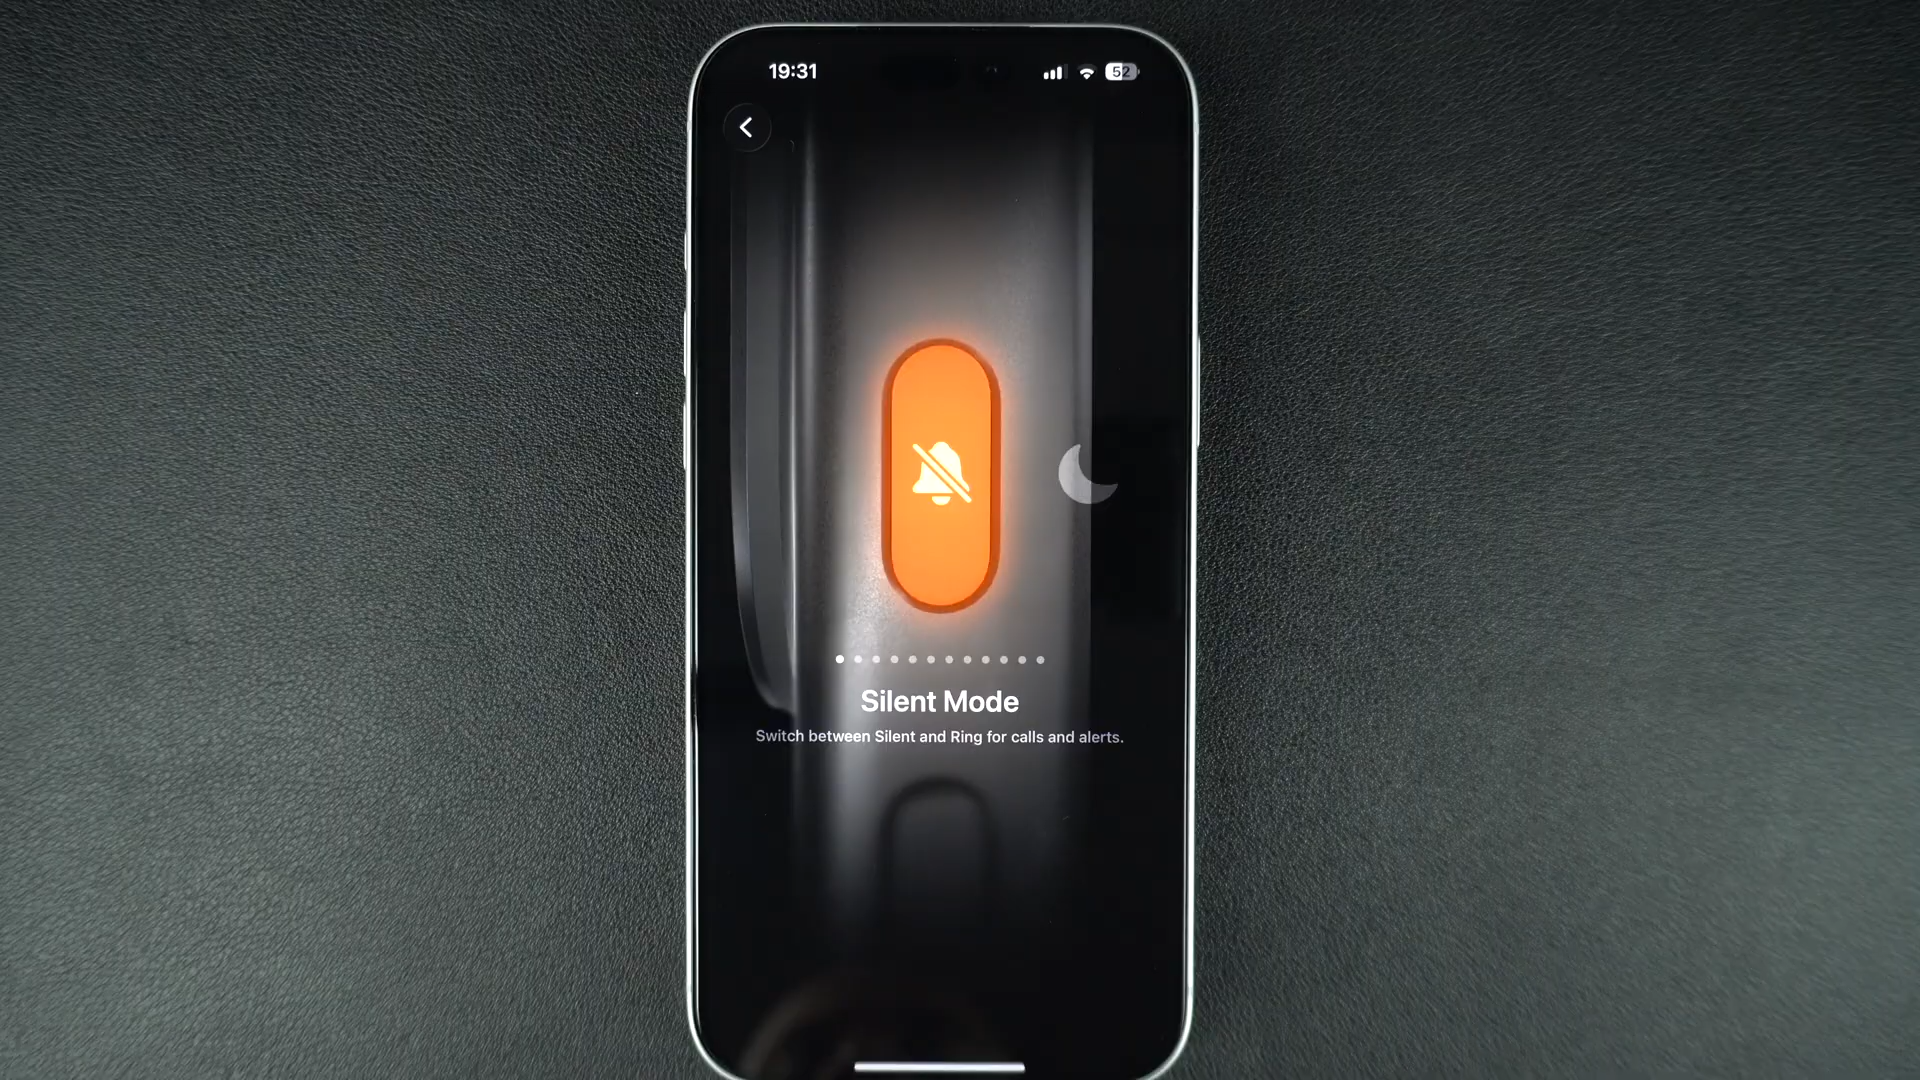 19:31
52
Silent Mode
Switch between Silent and Ring for calls and alerts.